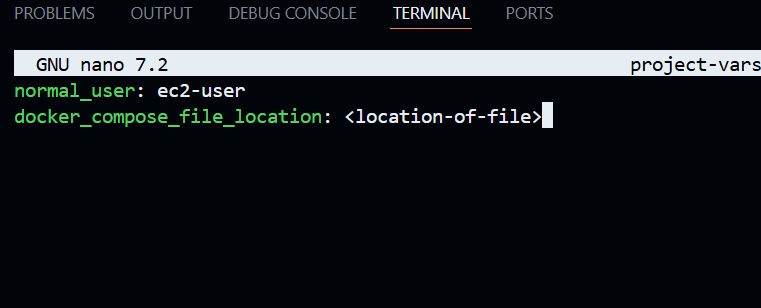 PROBLEMS OUTPUT DEBUG CONSOLE TERMINAL PORTS
GNU nano 7.2 project-vars
normal_user: ec2-user
docker_compose_file_location: <location-of-file>